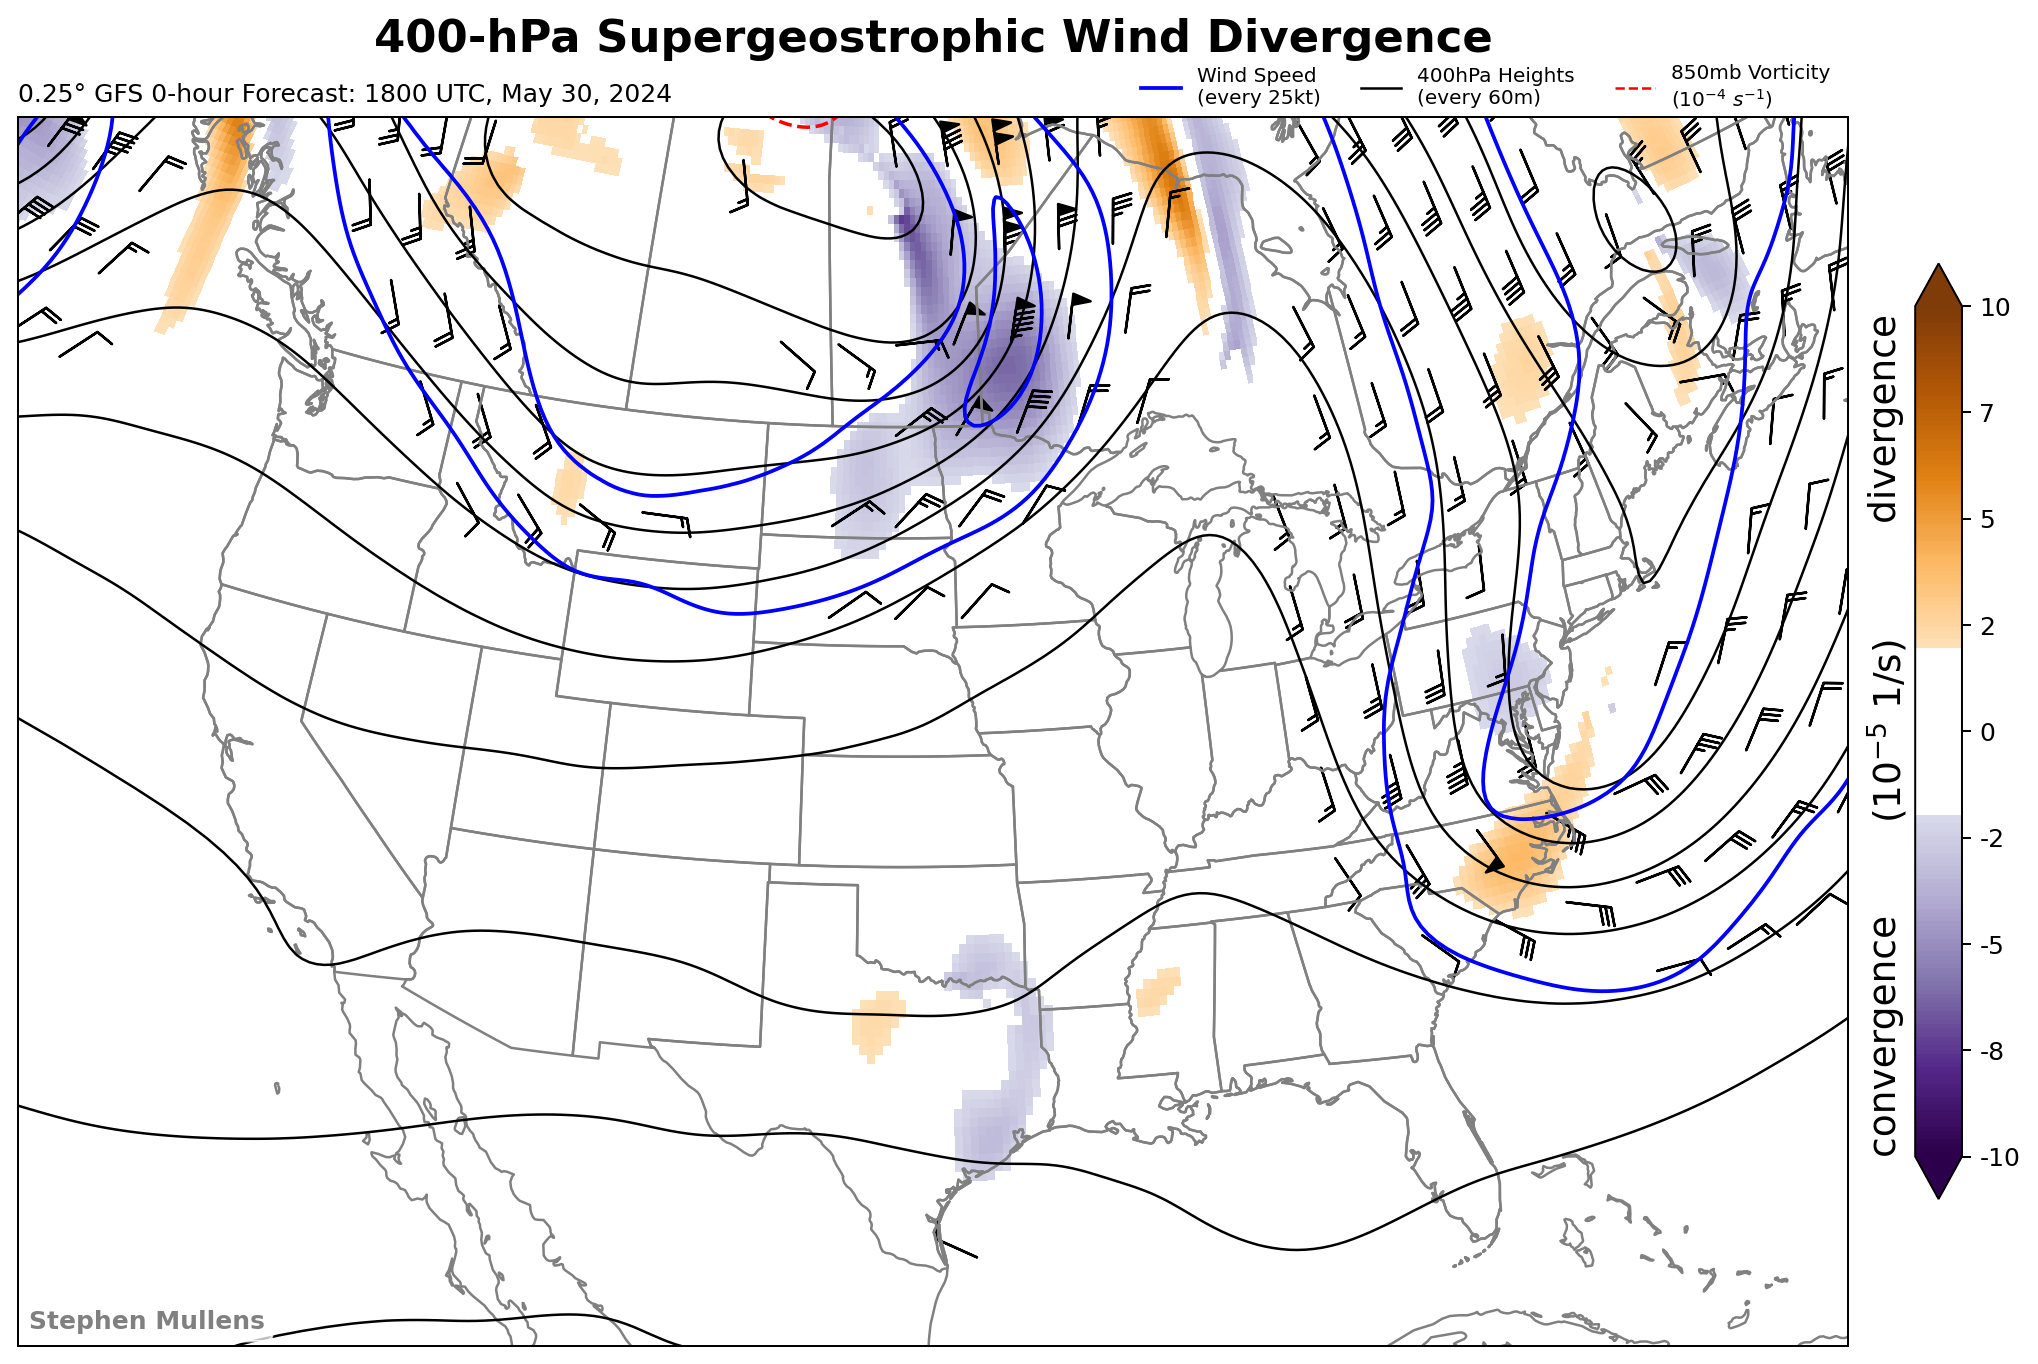 400-hPa Supergeostrophic Wind Divergence
0.25° GFS 0-hour Forecast: 1800 UTC, May 30, 2024
Wind Speed
(every 25kt)
400hPa Heights
(every 60m)
850mb Vorticity
(10⁻⁴ s⁻¹)
10
7
5
2
0
-2
-5
-8
-10
convergence (10⁻⁵ 1/s) divergence
Stephen Mullens